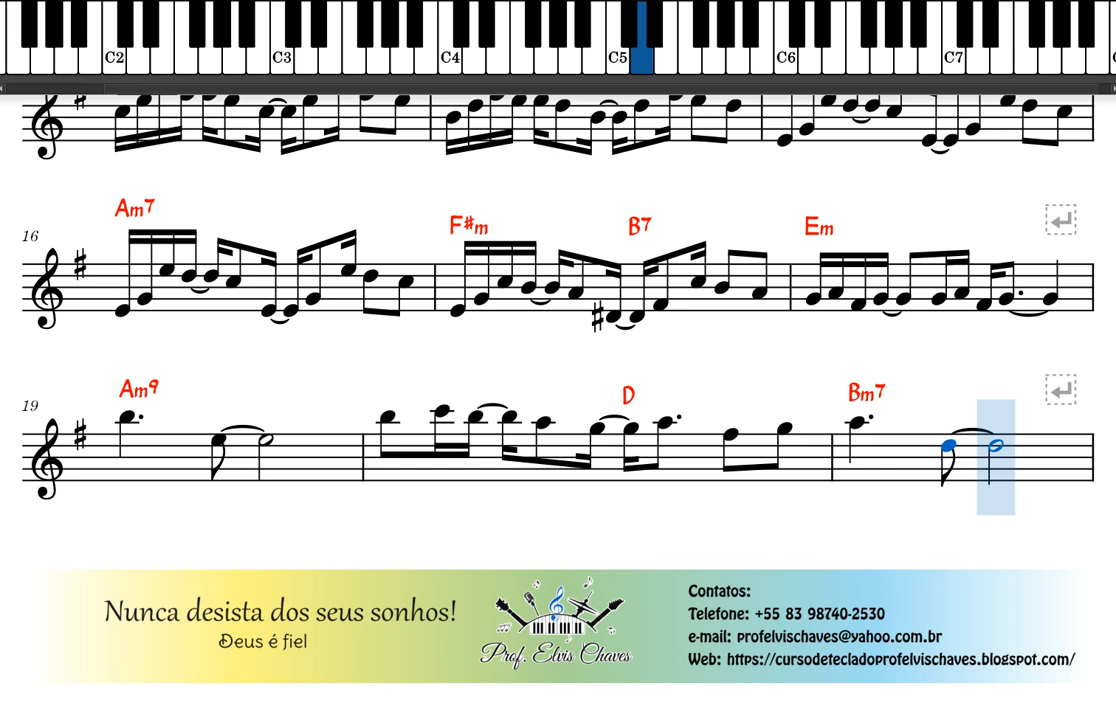 C2 C3 C4 C5 C6 C7
16 Am7 F#m B7 Em
19 Am9 D Bm7
Nunca desista dos seus sonhos!
Deus é fiel
Prof. Elvis Chaves
Contatos:
Telefone: +55 83 98740-2530
e-mail: profelvischaves@yahoo.com.br
Web: https://cursodetecladoprofelvischaves.blogspot.com/